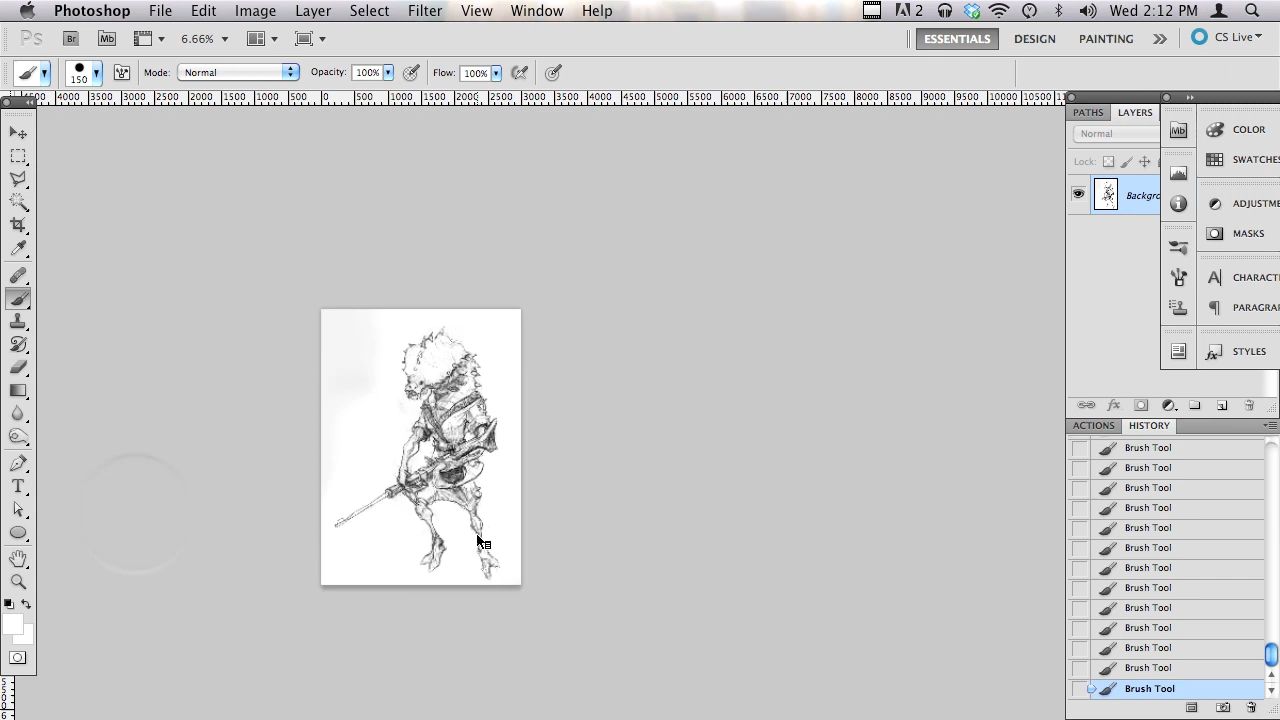 Photoshop File Edit Image Layer Select Filter View Window Help 2 Wed 2:12 PM
Ps Br Mb 6.66% ESSENTIALS DESIGN PAINTING CS Live
150 Mode: Normal Opacity: 100% Flow: 100%
4000 3500 3000 2500 2000 1500 1000 500 0 500 1000 1500 2000 2500 3000 3500 4000 4500 5000 5500 6000 6500 7000 7500 8000 8500 9000 9500 10000 10500
PATHS LAYERS
Normal
Lock:
Backgro
Mb COLOR
SWATCHES
ADJUSTME
MASKS
CHARACT
PARAGRA
STYLES
ACTIONS HISTORY
Brush Tool
Brush Tool
Brush Tool
Brush Tool
Brush Tool
Brush Tool
Brush Tool
Brush Tool
Brush Tool
Brush Tool
Brush Tool
Brush Tool
Brush Tool